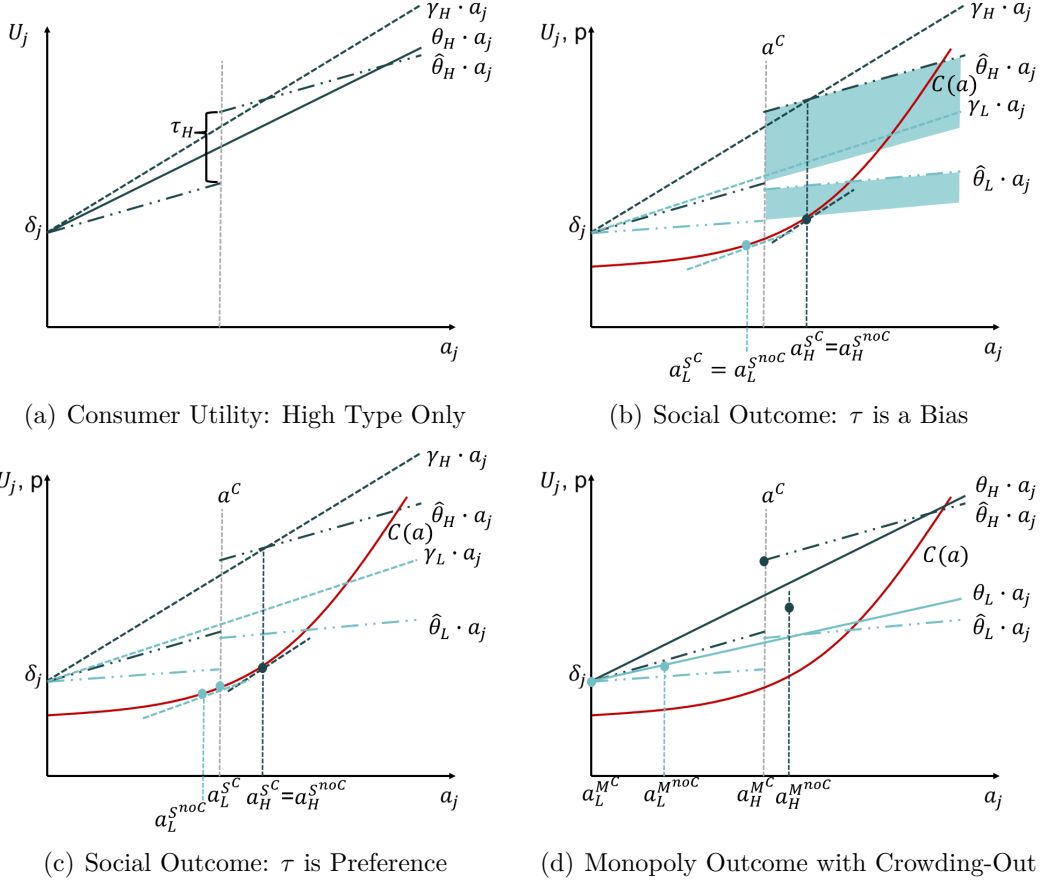 U_j
γ_H · a_j
θ_H · a_j
θ̂_H · a_j
τ_H
δ_j
a_j
(a) Consumer Utility: High Type Only
U_j, p
a^C
γ_H · a_j
θ̂_H · a_j
C(a)
γ_L · a_j
θ̂_L · a_j
δ_j
a_H^{S^C}=a_H^{S^{noC}}
a_j
a_L^{S^C} = a_L^{S^{noC}}
(b) Social Outcome: τ is a Bias
U_j, p
a^C
γ_H · a_j
θ̂_H · a_j
C(a)
γ_L · a_j
θ̂_L · a_j
δ_j
a_L^{S^C} a_H^{S^C}=a_H^{S^{noC}}
a_j
a_L^{S^{noC}}
(c) Social Outcome: τ is Preference
U_j, p
a^C
θ_H · a_j
θ̂_H · a_j
C(a)
θ_L · a_j
θ̂_L · a_j
δ_j
a_L^{M^C} a_L^{M^{noC}} a_H^{M^C} a_H^{M^{noC}}
a_j
(d) Monopoly Outcome with Crowding-Out